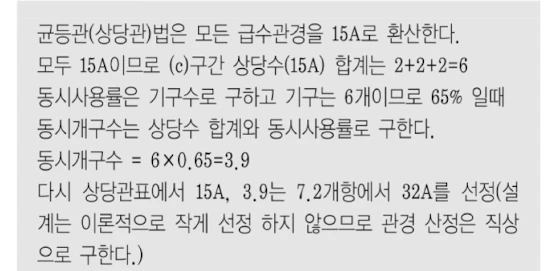 균등관(상당관)법은 모든 급수관경을 15A로 환산한다.
모두 15A이므로 (c)구간 상당수(15A) 합계는 2+2+2=6
동시사용률은 기구수로 구하고 기구는 6개이므로 65% 일때
동시개구수는 상당수 합계와 동시사용률로 구한다.
동시개구수 = 6×0.65=3.9
다시 상당관표에서 15A, 3.9는 7.2개항에서 32A를 선정(설
계는 이론적으로 작게 선정 하지 않으므로 관경 산정은 직상
으로 구한다.)